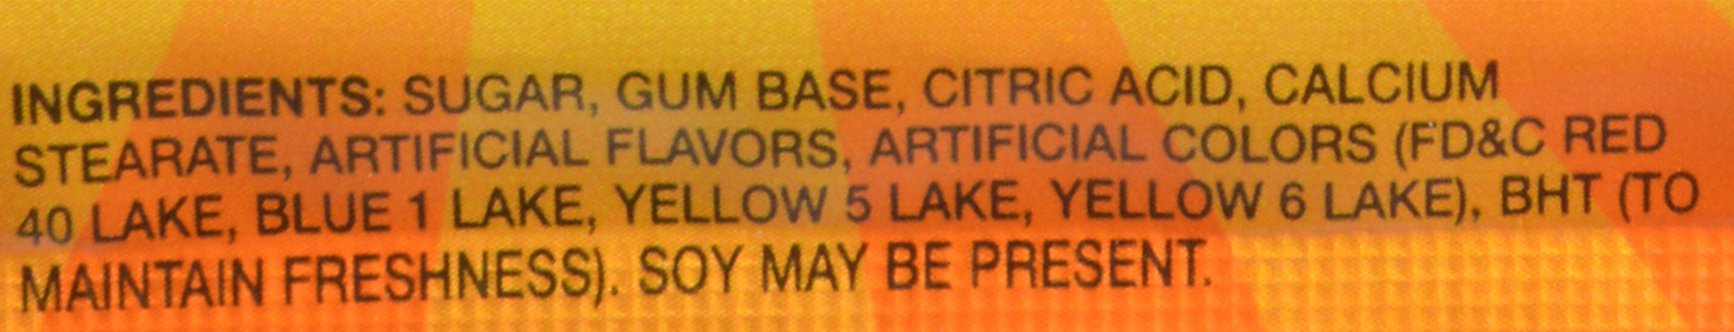 INGREDIENTS: SUGAR, GUM BASE, CITRIC ACID, CALCIUM
STEARATE, ARTIFICIAL FLAVORS, ARTIFICIAL COLORS (FD&C RED
40 LAKE, BLUE 1 LAKE, YELLOW 5 LAKE, YELLOW 6 LAKE), BHT (TO
MAINTAIN FRESHNESS). SOY MAY BE PRESENT.